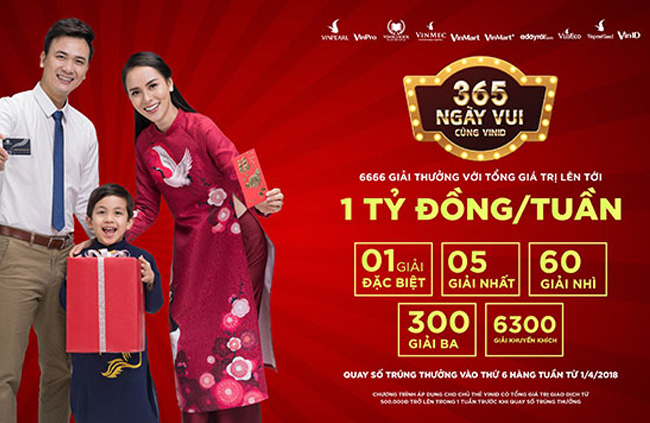 VINPEARL VinPro VINSCHOOL VINMEC VinMart VinMart+ adayroi.com VinEco VinpearlLand VinID
365
NGÀY VUI
CÙNG VINID
6666 GIẢI THƯỞNG VỚI TỔNG GIÁ TRỊ LÊN TỚI
1 TỶ ĐỒNG/TUẦN
01 GIẢI ĐẶC BIỆT
05 GIẢI NHẤT
60 GIẢI NHÌ
300 GIẢI BA
6300 GIẢI KHUYẾN KHÍCH
QUAY SỐ TRÚNG THƯỞNG VÀO THỨ 6 HÀNG TUẦN TỪ 1/4/2018
CHƯƠNG TRÌNH ÁP DỤNG CHO CHỦ THẺ VINID CÓ TỔNG GIÁ TRỊ GIAO DỊCH TỪ
500.000Đ TRỞ LÊN TRONG 1 TUẦN TRƯỚC KHI QUAY SỐ TRÚNG THƯỞNG